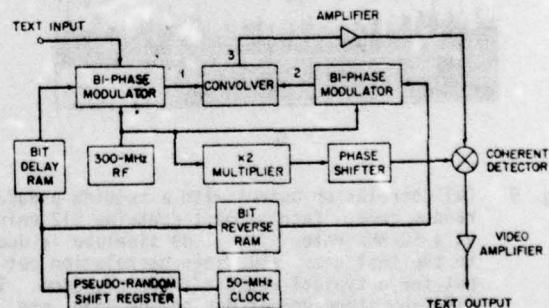 AMPLIFIER
TEXT INPUT
3
BI-PHASE MODULATOR
1
CONVOLVER
2
BI-PHASE MODULATOR
BIT DELAY RAM
300-MHz RF
×2 MULTIPLIER
PHASE SHIFTER
COHERENT DETECTOR
BIT REVERSE RAM
VIDEO AMPLIFIER
PSEUDO-RANDOM SHIFT REGISTER
50-MHz CLOCK
TEXT OUTPUT